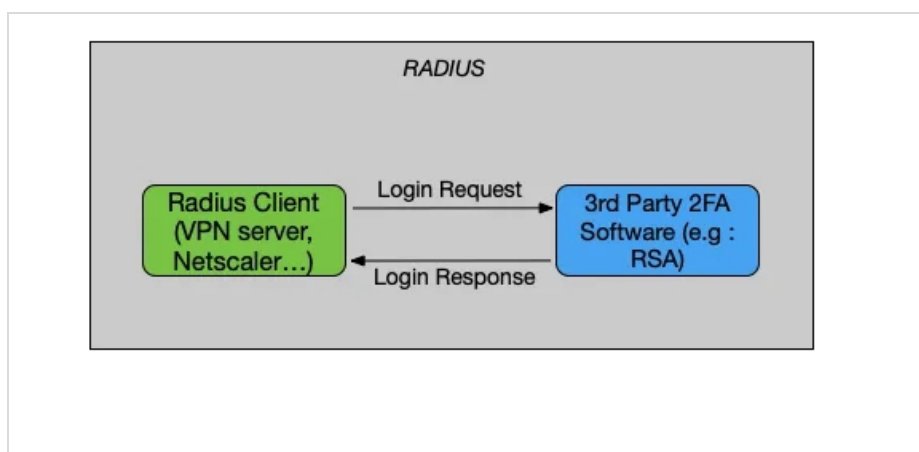 RADIUS
Radius Client
(VPN server,
Netscaler...)
Login Request
Login Response
3rd Party 2FA
Software (e.g :
RSA)